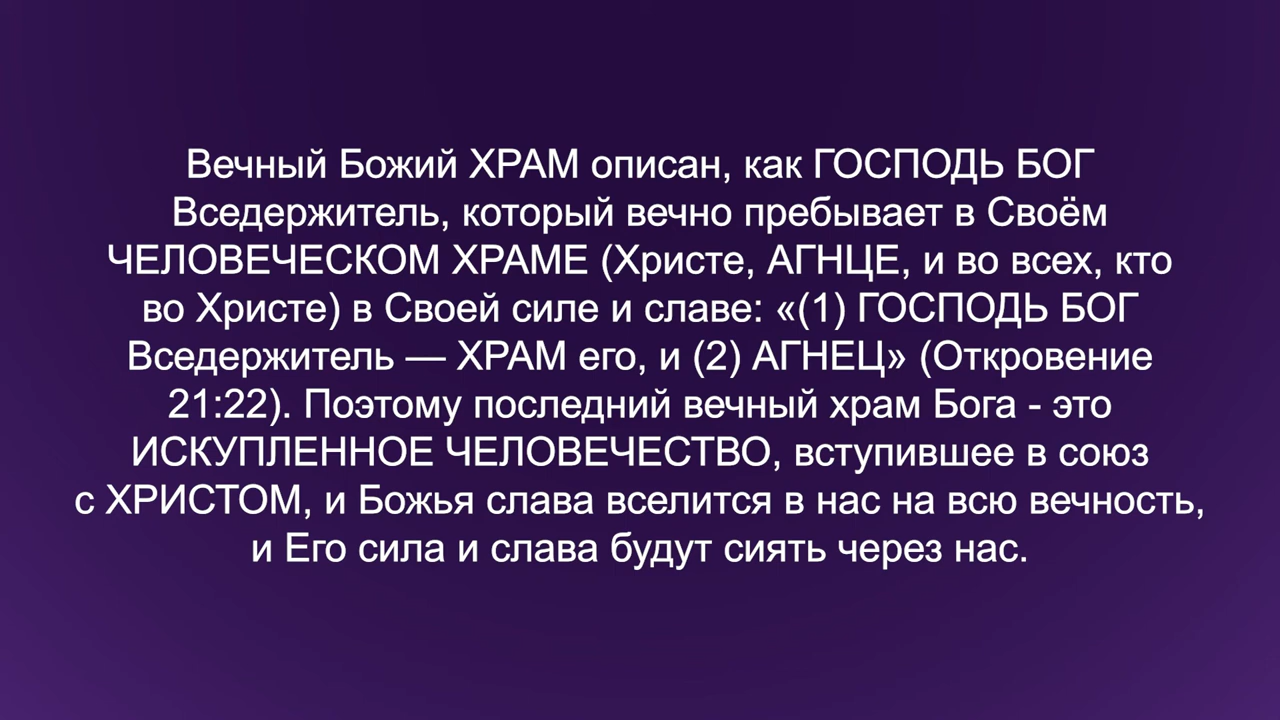 Вечный Божий ХРАМ описан, как ГОСПОДЬ БОГ
Вседержитель, который вечно пребывает в Своём
ЧЕЛОВЕЧЕСКОМ ХРАМЕ (Христе, АГНЦЕ, и во всех, кто
во Христе) в Своей силе и славе: «(1) ГОСПОДЬ БОГ
Вседержитель — ХРАМ его, и (2) АГНЕЦ» (Откровение
21:22). Поэтому последний вечный храм Бога - это
ИСКУПЛЕННОЕ ЧЕЛОВЕЧЕСТВО, вступившее в союз
с ХРИСТОМ, и Божья слава вселится в нас на всю вечность,
и Его сила и слава будут сиять через нас.